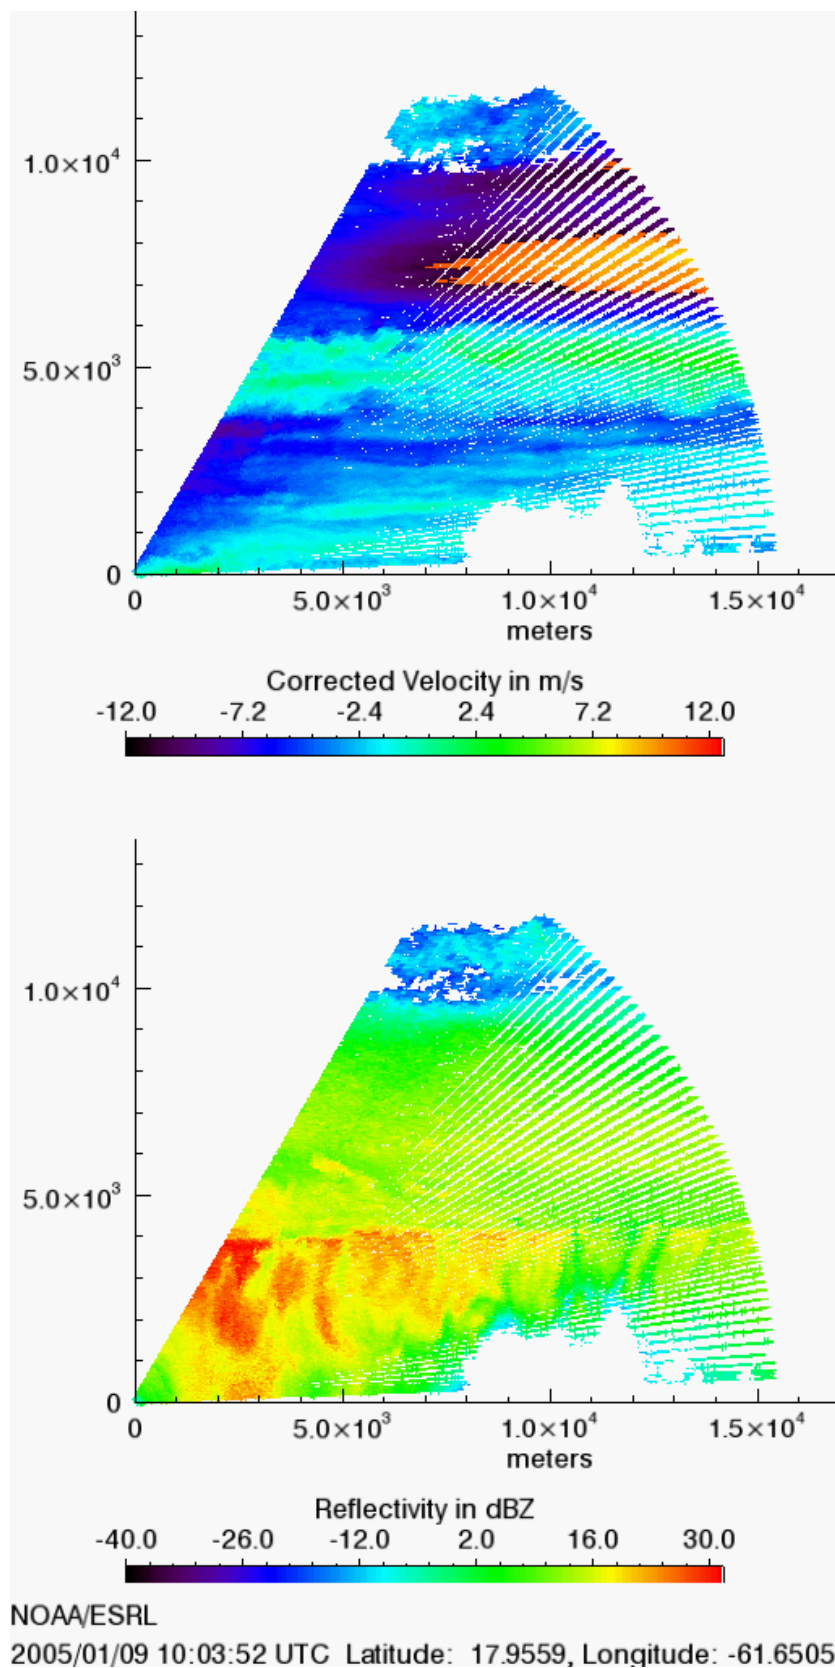 1.0×10⁴
5.0×10³
0
0 5.0×10³ 1.0×10⁴ 1.5×10⁴
meters
Corrected Velocity in m/s
-12.0 -7.2 -2.4 2.4 7.2 12.0
1.0×10⁴
5.0×10³
0
0 5.0×10³ 1.0×10⁴ 1.5×10⁴
meters
Reflectivity in dBZ
-40.0 -26.0 -12.0 2.0 16.0 30.0
NOAA/ESRL
2005/01/09 10:03:52 UTC Latitude: 17.9559, Longitude: -61.6505